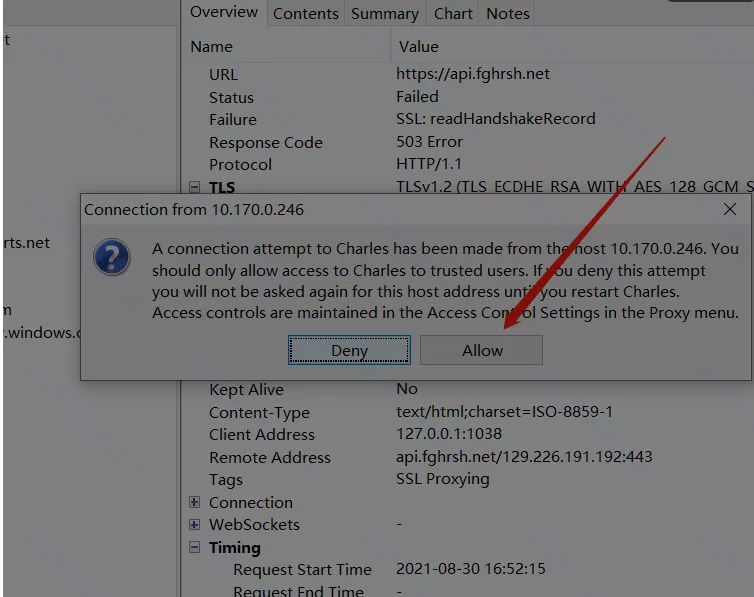 Overview Contents Summary Chart Notes
Name Value
URL https://api.fghrsh.net
Status Failed
Failure SSL: readHandshakeRecord
Response Code 503 Error
Protocol HTTP/1.1
TLS TLSv1.2 (TLS_ECDHE_RSA_WITH_AES_128_GCM_S
Connection from 10.170.0.246
rts.net
A connection attempt to Charles has been made from the host 10.170.0.246. You
should only allow access to Charles to trusted users. If you deny this attempt
you will not be asked again for this host address until you restart Charles.
Access controls are maintained in the Access Control Settings in the Proxy menu.
.windows.c
Deny Allow
Kept Alive No
Content-Type text/html;charset=ISO-8859-1
Client Address 127.0.0.1:1038
Remote Address api.fghrsh.net/129.226.191.192:443
Tags SSL Proxying
Connection
WebSockets -
Timing
Request Start Time 2021-08-30 16:52:15
Request End Time -